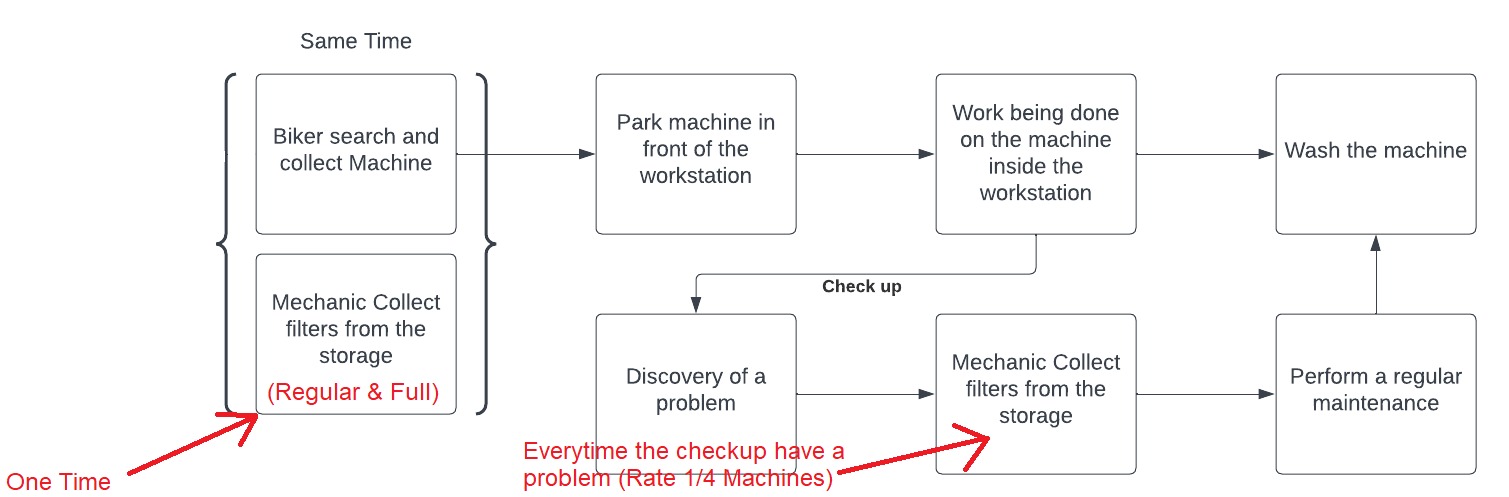 Same Time
Biker search and
collect Machine
Park machine in
front of the
workstation
Work being done
on the machine
inside the
workstation
Wash the machine
Mechanic Collect
filters from the
storage
(Regular & Full)
One Time
Check up
Discovery of a
problem
Everytime the checkup have a
problem (Rate 1/4 Machines)
Mechanic Collect
filters from the
storage
Perform a regular
maintenance